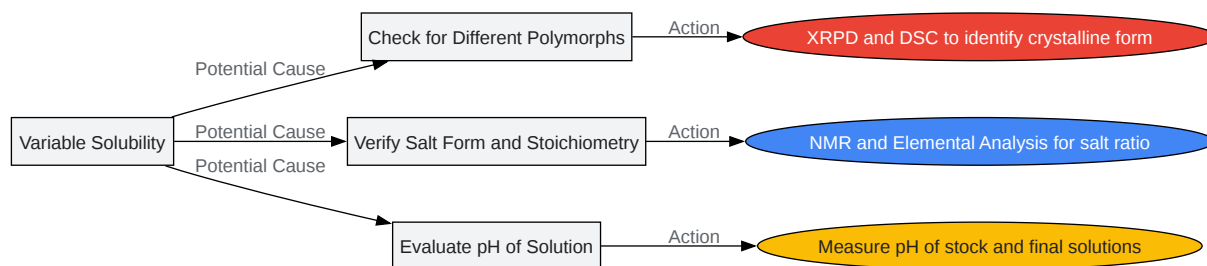 Check for Different Polymorphs
Action
XRPD and DSC to identify crystalline form
Potential Cause
Variable Solubility
Potential Cause
Verify Salt Form and Stoichiometry
Action
NMR and Elemental Analysis for salt ratio
Potential Cause
Evaluate pH of Solution
Action
Measure pH of stock and final solutions